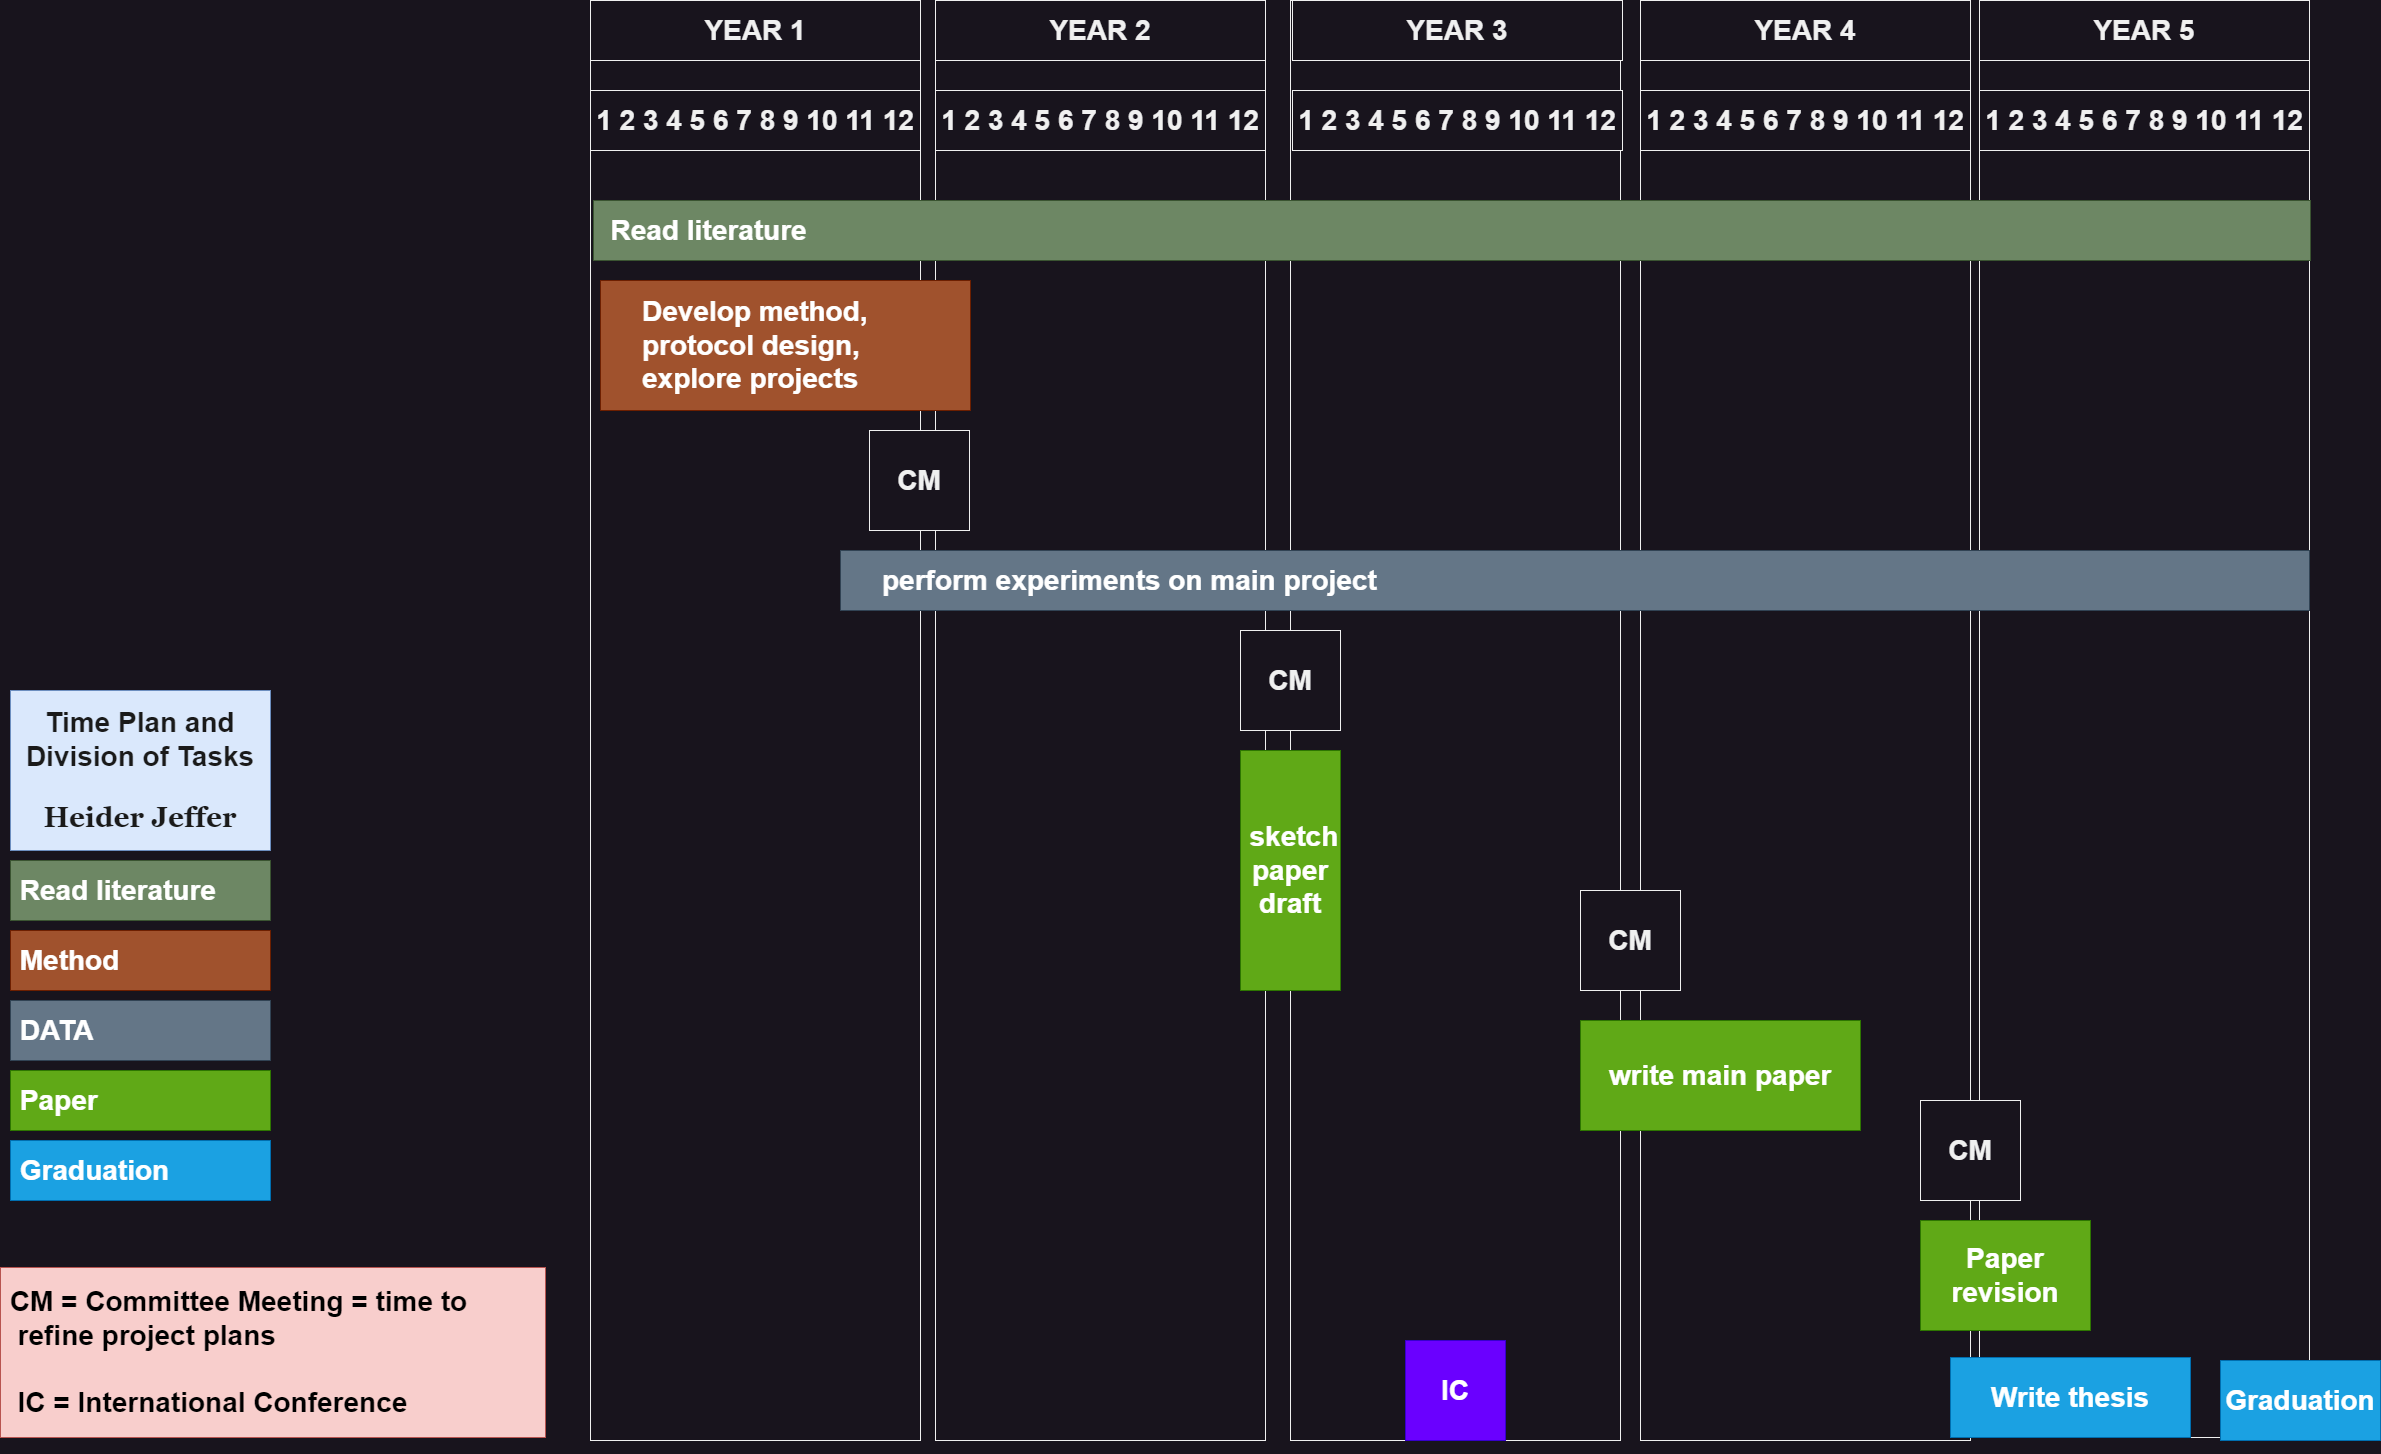 YEAR 1
YEAR 2
YEAR 3
YEAR 4
YEAR 5
1 2 3 4 5 6 7 8 9 10 11 12
1 2 3 4 5 6 7 8 9 10 11 12
1 2 3 4 5 6 7 8 9 10 11 12
1 2 3 4 5 6 7 8 9 10 11 12
1 2 3 4 5 6 7 8 9 10 11 12
Read literature
Develop method,
protocol design,
explore projects
CM
perform experiments on main project
CM
sketch
paper
draft
CM
write main paper
CM
Paper
revision
IC
Write thesis
Graduation
Time Plan and
Division of Tasks
Heider Jeffer
Read literature
Method
DATA
Paper
Graduation
CM = Committee Meeting = time to
refine project plans
IC = International Conference